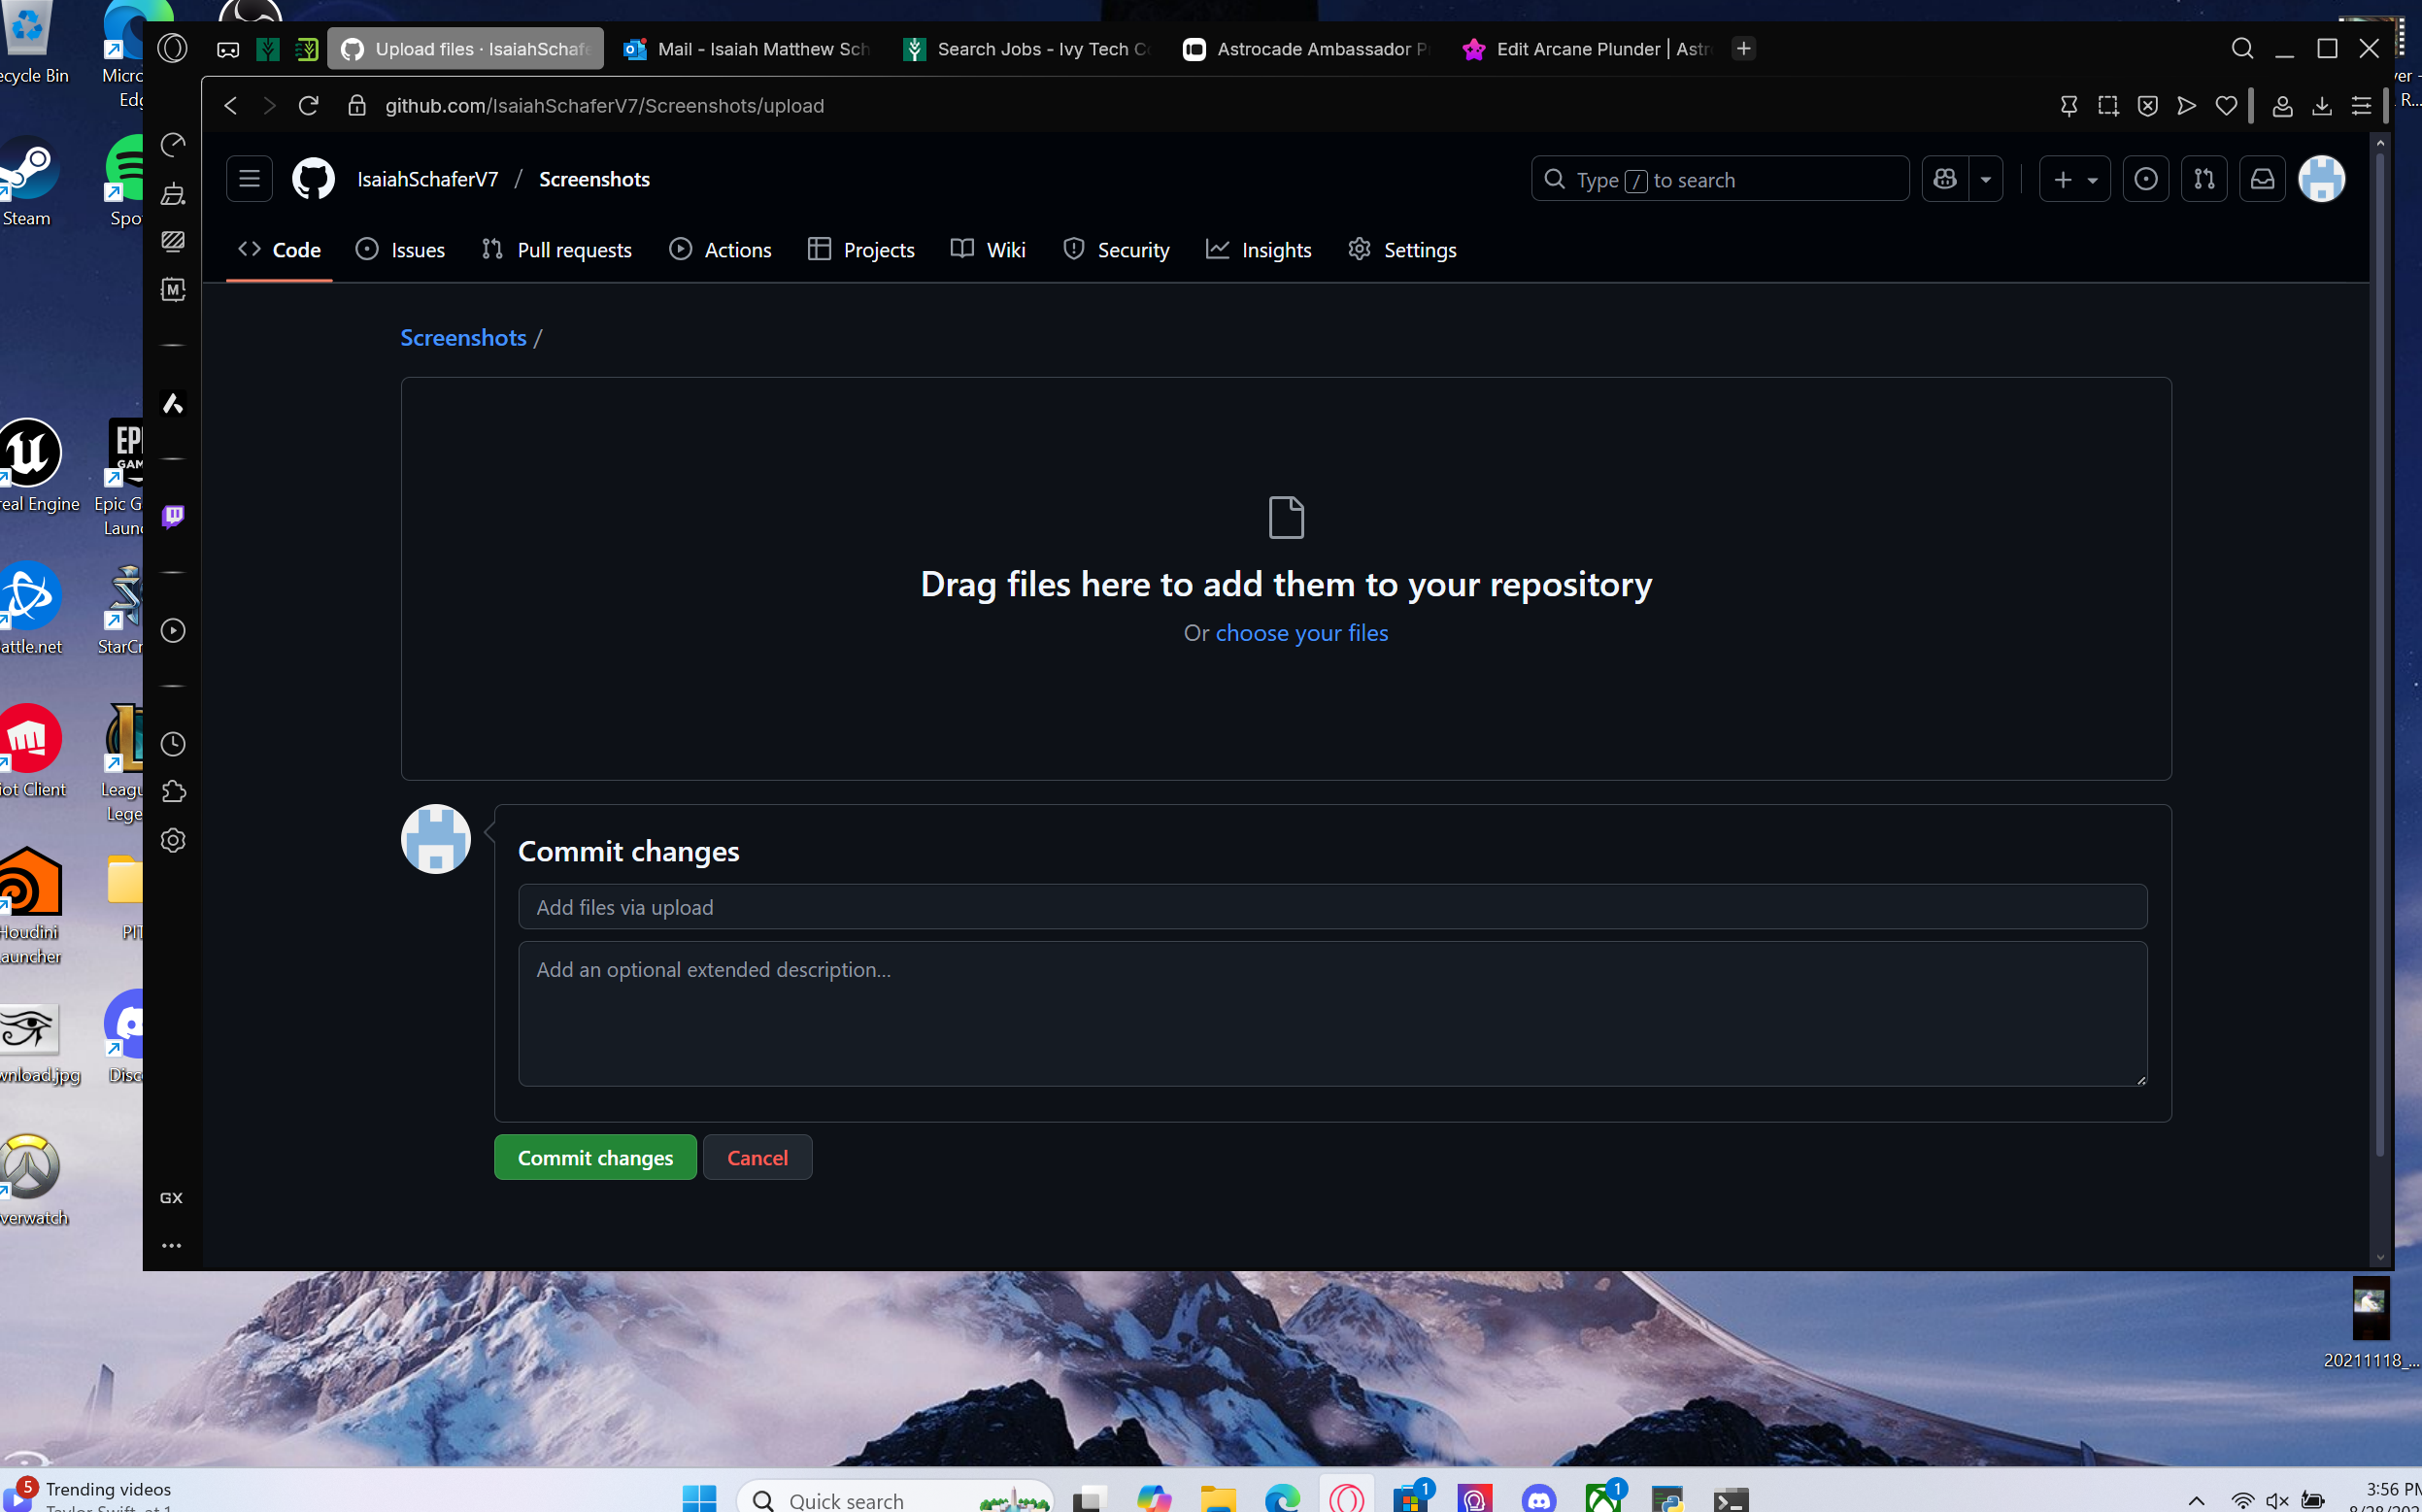 Upload files · IsaiahSchafe
Mail - Isaiah Matthew Sch
Search Jobs - Ivy Tech Co
Astrocade Ambassador P
Edit Arcane Plunder | Astr
github.com/IsaiahSchaferV7/Screenshots/upload
IsaiahSchaferV7 / Screenshots
Type / to search
Code
Issues
Pull requests
Actions
Projects
Wiki
Security
Insights
Settings
Screenshots /
Drag files here to add them to your repository
Or choose your files
Commit changes
Add files via upload
Add an optional extended description...
Commit changes
Cancel
GX
M
ecycle Bin
Micro
Edg
Steam
Spo
real Engine
EPI
GAM
Epic G
Laun
attle.net
StarCr
iot Client
Leagu
Lege
Houdini
auncher
PIT
wnload.jpg
Disc
verwatch
ver -
R...
20211118_...
5
Trending videos
Taylor Swift, at 1
Quick search
1
1
3:56 PM
8/28/202